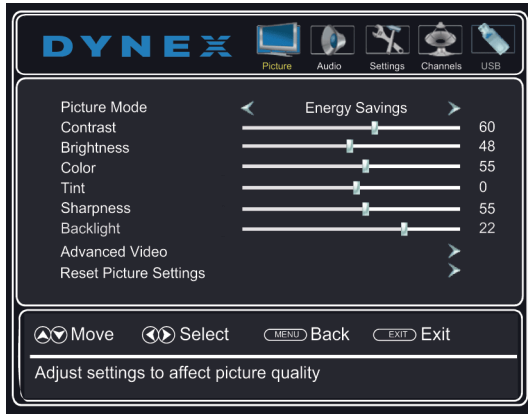 DYNEX
Picture Audio Settings Channels USB
Picture Mode Energy Savings
Contrast 60
Brightness 48
Color 55
Tint 0
Sharpness 55
Backlight 22
Advanced Video
Reset Picture Settings
Move Select MENU Back EXIT Exit
Adjust settings to affect picture quality